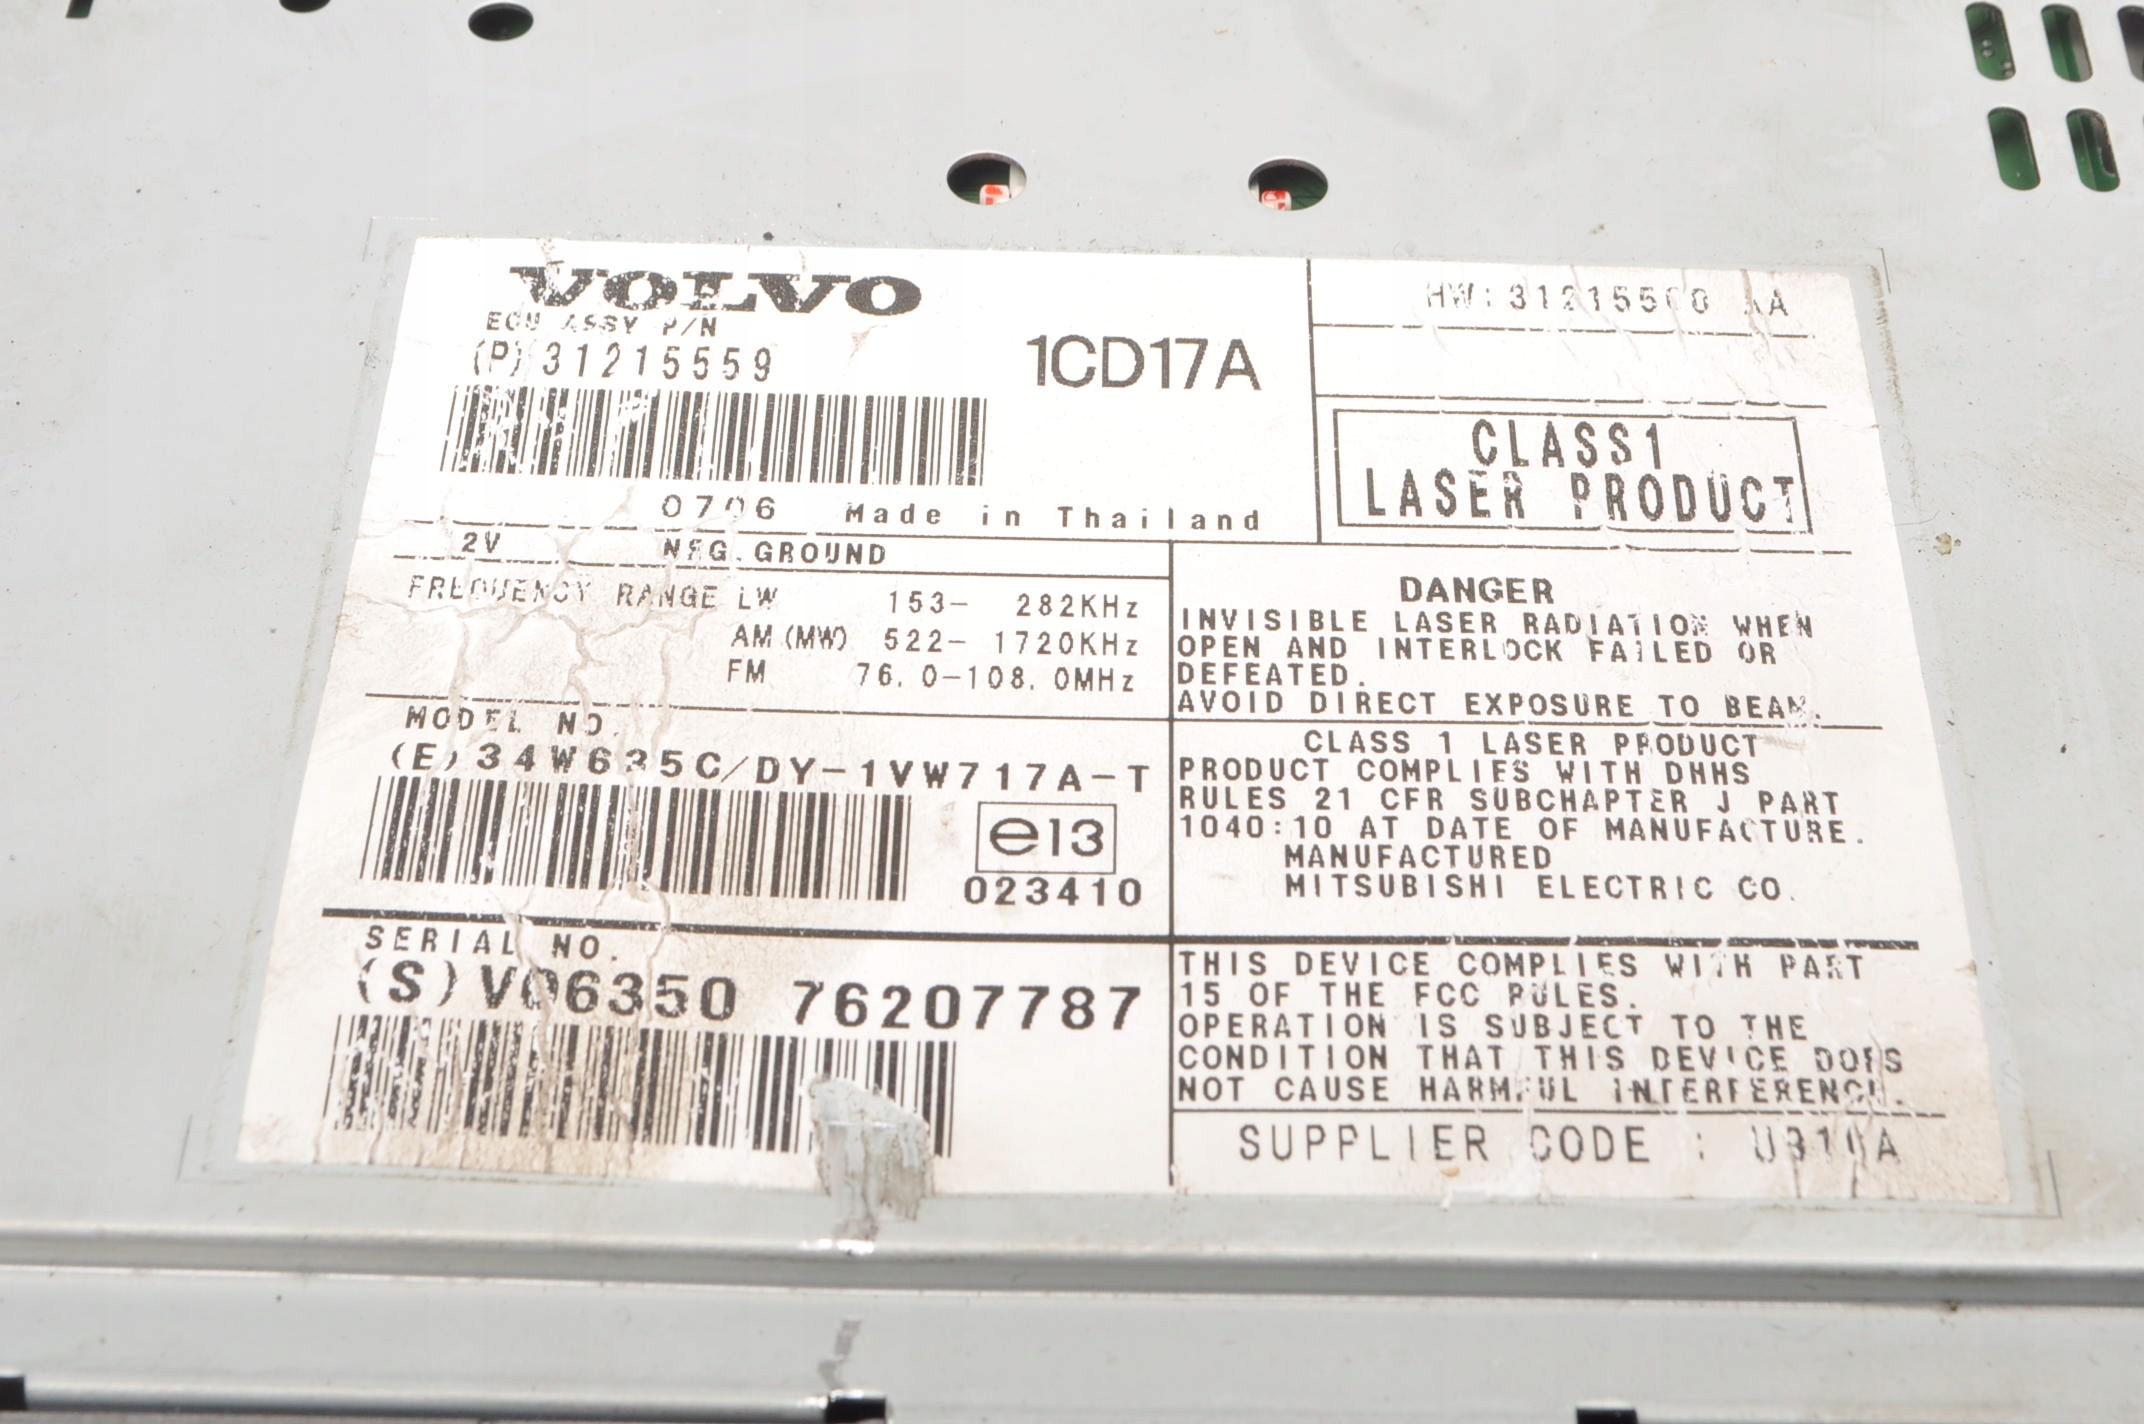 VOLVO
ECU ASSY P/N
(P)31215559
1CD17A
0706 Made in Thailand
2V NEG.GROUND
FREQUENCY RANGE LW 153- 282KHz
AM(MW) 522- 1720KHz
FM 76.0-108.0MHz
MODEL NO.
(E)34W635C/DY-1VW717A-T
e13
023410
SERIAL NO.
(S)V06350 76207787
CLASS1
LASER PRODUCT
DANGER
INVISIBLE LASER RADIATION WHEN
OPEN AND INTERLOCK FAILED OR
DEFEATED.
AVOID DIRECT EXPOSURE TO BEAM.
CLASS 1 LASER PRODUCT
PRODUCT COMPLIES WITH DHHS
RULES 21 CFR SUBCHAPTER J PART
1040:10 AT DATE OF MANUFACTURE.
MANUFACTURED
MITSUBISHI ELECTRIC CO.
THIS DEVICE COMPLIES WITH PART
15 OF THE FCC RULES.
OPERATION IS SUBJECT TO THE
CONDITION THAT THIS DEVICE DOES
NOT CAUSE HARMFUL INTERFERENCE.
SUPPLIER CODE :